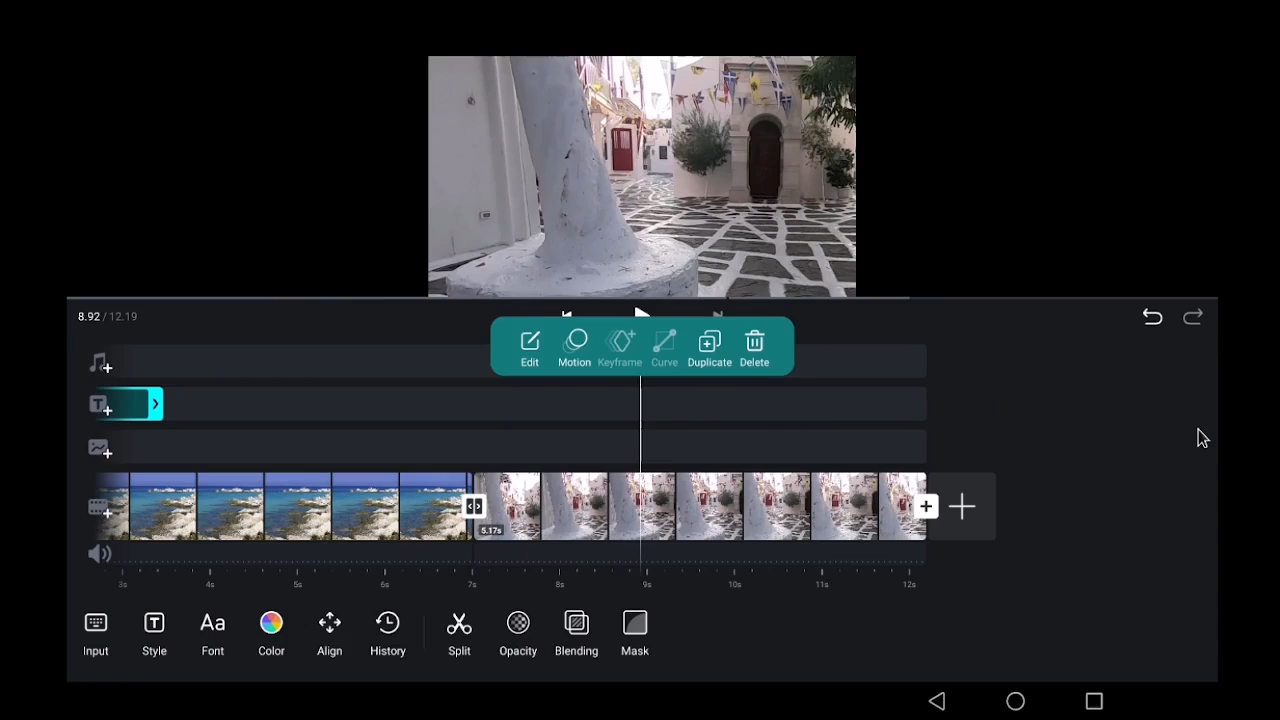 8.92 / 12.19
Edit Motion Keyframe Curve Duplicate Delete
5.17s
3s 4s 5s 6s 7s 8s 9s 10s 11s 12s
Input Style Font Color Align History Split Opacity Blending Mask